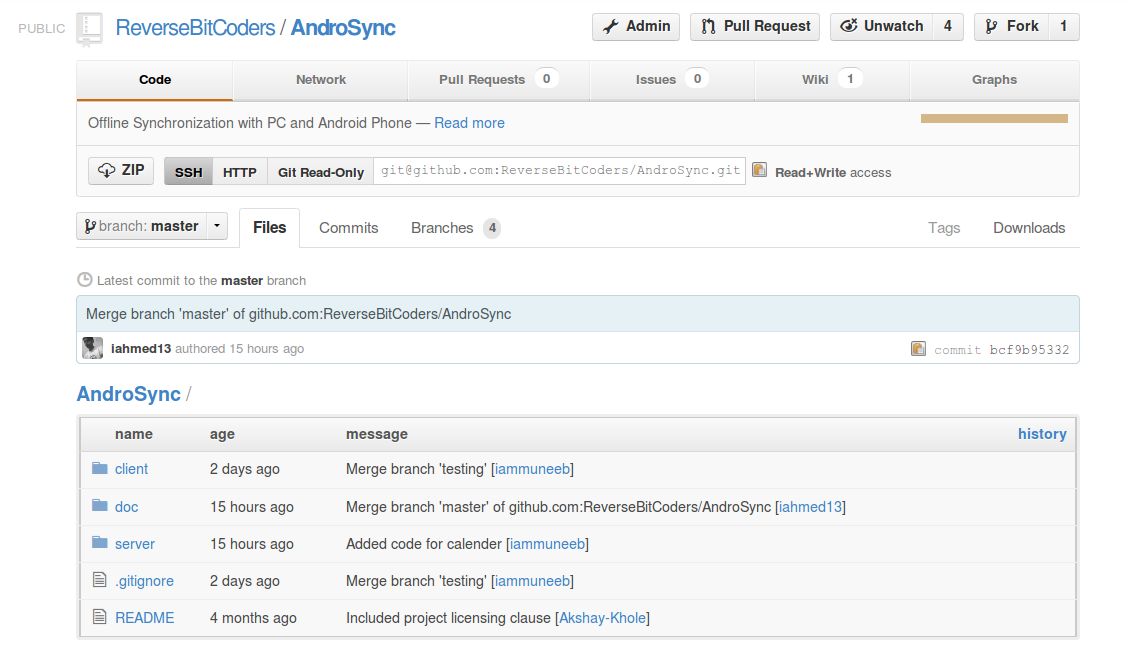 PUBLIC ReverseBitCoders / AndroSync Admin Pull Request Unwatch 4 Fork 1
Code Network Pull Requests 0 Issues 0 Wiki 1 Graphs
Offline Synchronization with PC and Android Phone — Read more
ZIP SSH HTTP Git Read-Only git@github.com:ReverseBitCoders/AndroSync.git Read+Write access
branch: master Files Commits Branches 4 Tags Downloads
Latest commit to the master branch
Merge branch 'master' of github.com:ReverseBitCoders/AndroSync
iahmed13 authored 15 hours ago commit bcf9b95332
AndroSync /
name age message history
client 2 days ago Merge branch 'testing' [iammuneeb]
doc 15 hours ago Merge branch 'master' of github.com:ReverseBitCoders/AndroSync [iahmed13]
server 15 hours ago Added code for calender [iammuneeb]
.gitignore 2 days ago Merge branch 'testing' [iammuneeb]
README 4 months ago Included project licensing clause [Akshay-Khole]